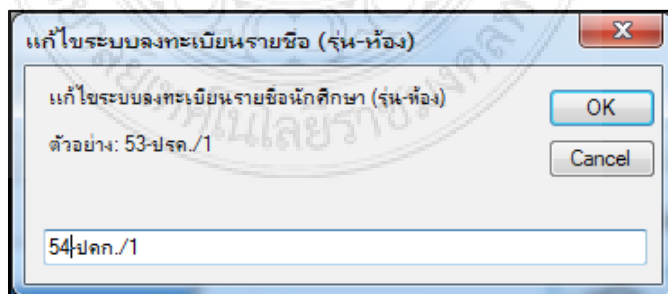 แก้ไขระบบลงทะเบียนรายชื่อ (รุ่น-ห้อง)
แก้ไขระบบลงทะเบียนรายชื่อนักศึกษา (รุ่น-ห้อง)
OK
ตัวอย่าง: 53-ปรค./1
Cancel
54-ปคก./1